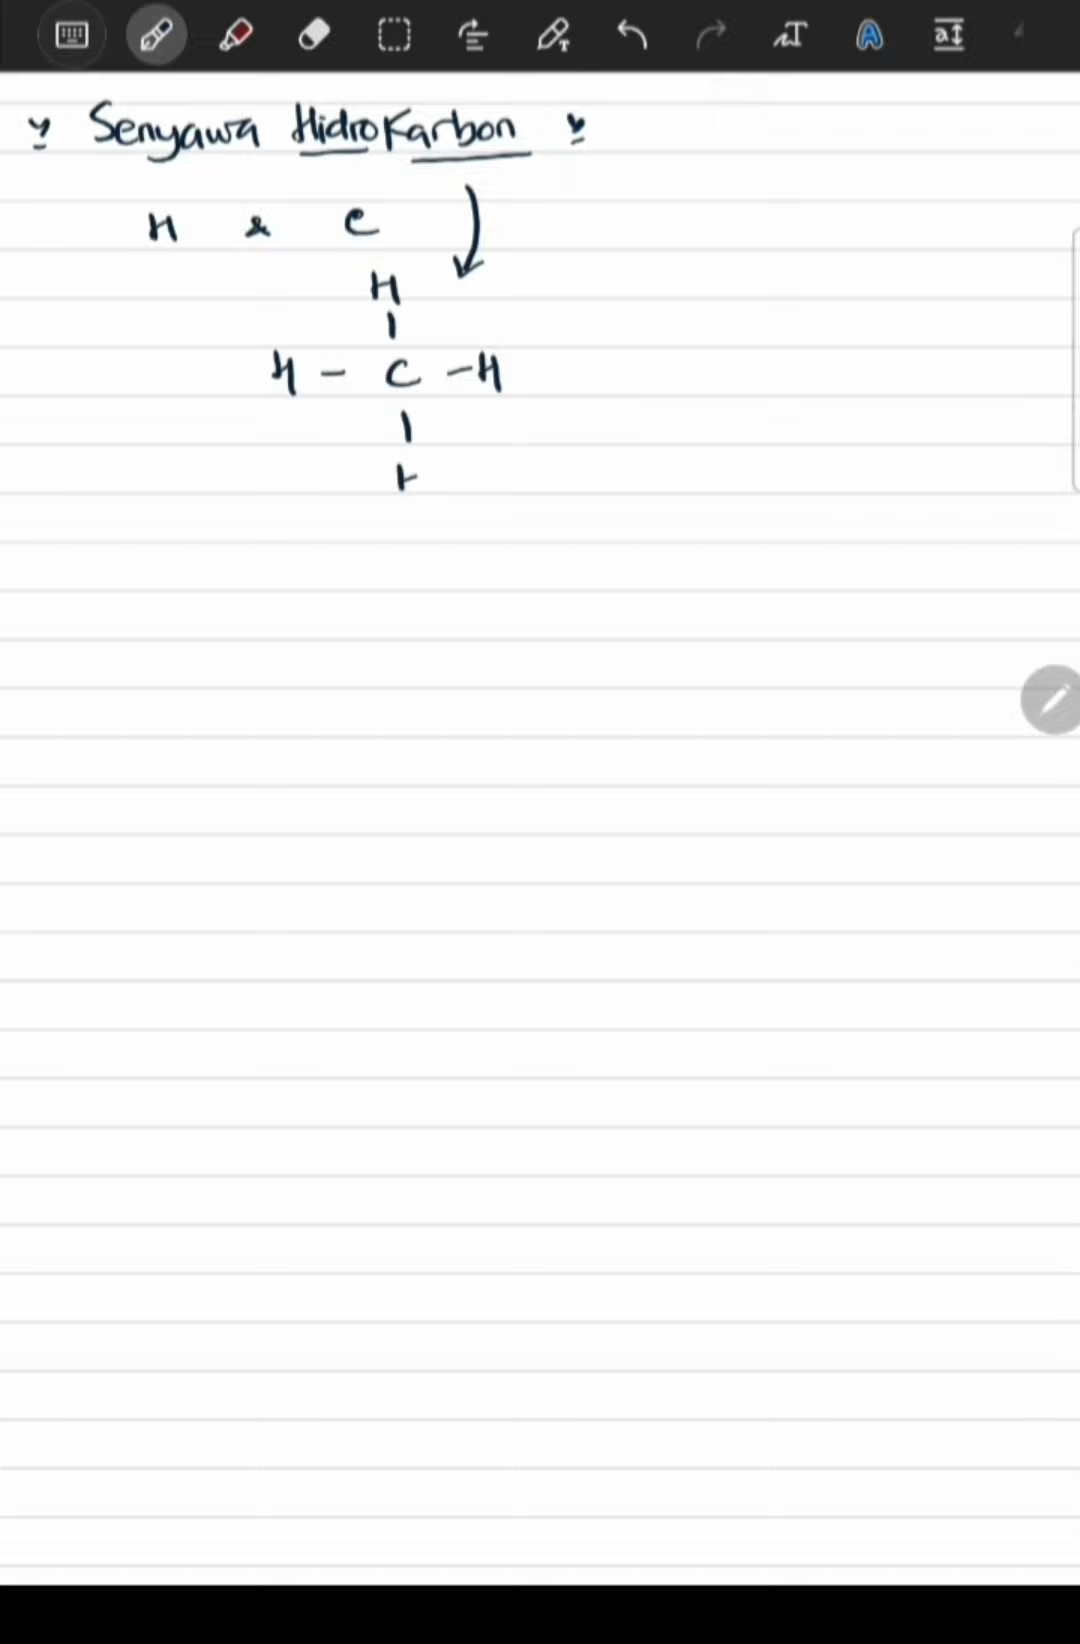 Senyawa Hidrokarbon
H & C
H
|
H - C - H
|